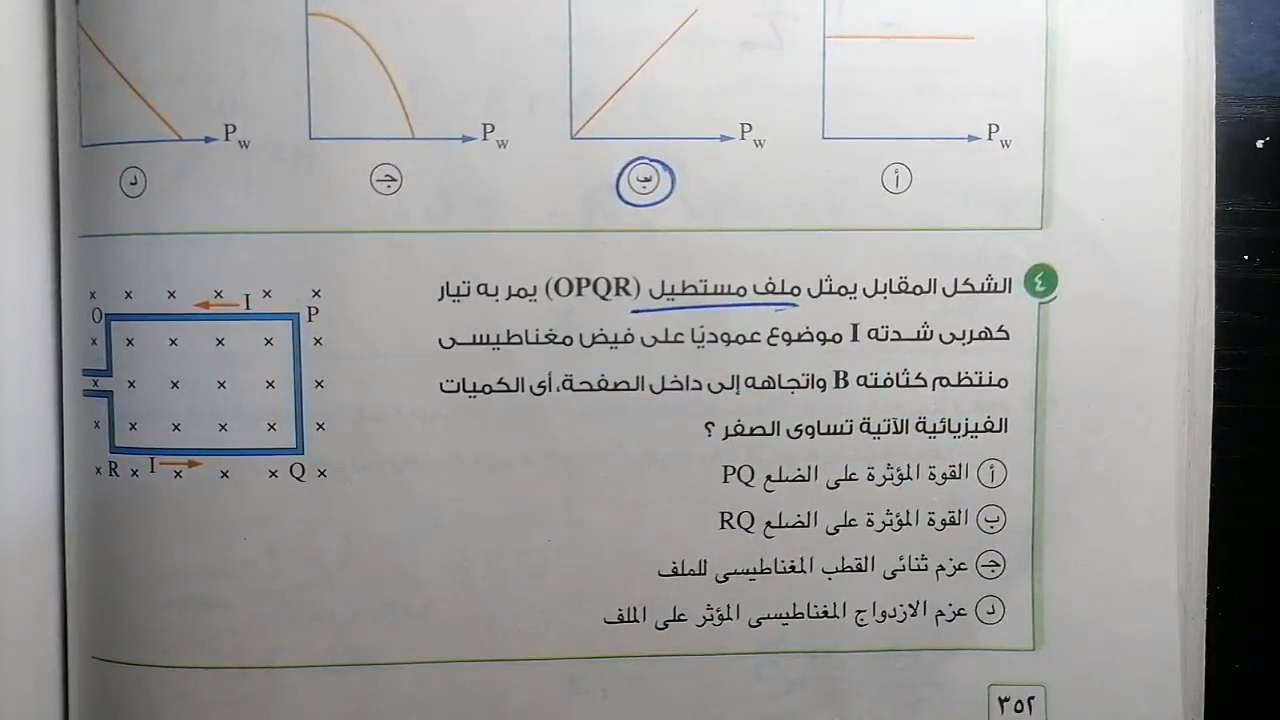 P_w P_w P_w P_w
أ ب جـ د
٤ الشكل المقابل يمثل ملف مستطيل (OPQR) يمر به تيار
كهربى شدته I موضوع عموديًا على فيض مغناطيسى
منتظم كثافته B واتجاهه إلى داخل الصفحة، أى الكميات
الفيزيائية الآتية تساوى الصفر ؟
أ القوة المؤثرة على الضلع PQ
ب القوة المؤثرة على الضلع RQ
جـ عزم ثنائى القطب المغناطيسى للملف
د عزم الازدواج المغناطيسى المؤثر على الملف
I
O P
R I Q
٣٥٢